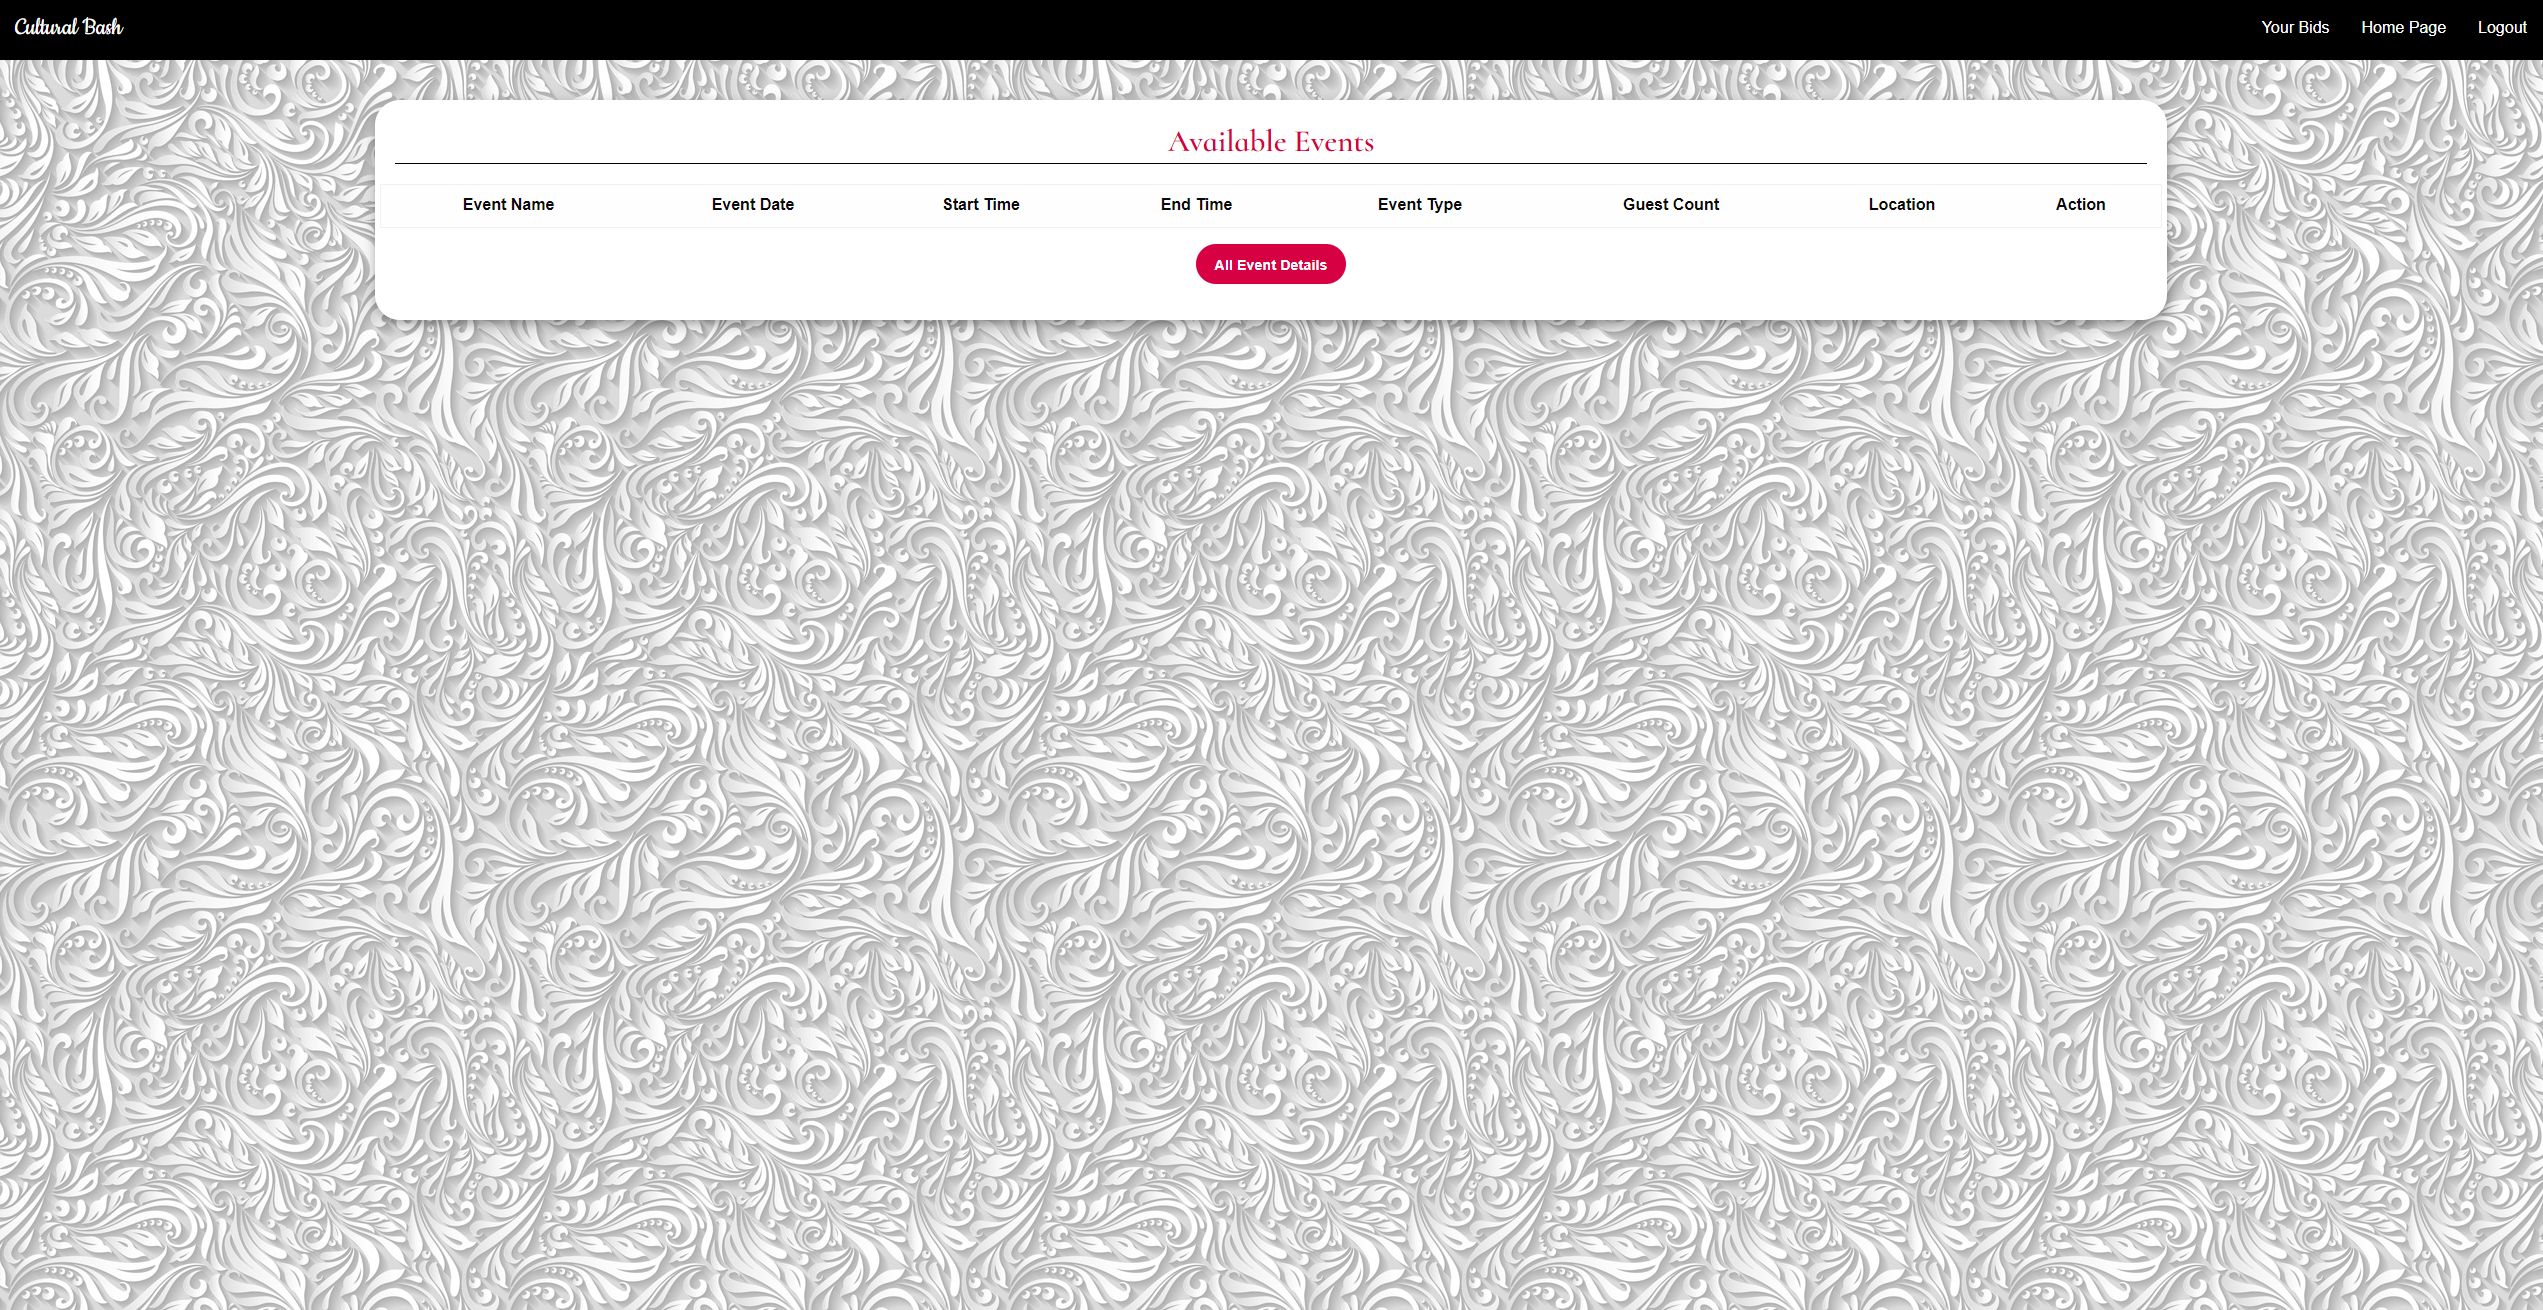 Cultural Bash
Your Bids Home Page Logout
Available Events
Event Name Event Date Start Time End Time Event Type Guest Count Location Action
All Event Details